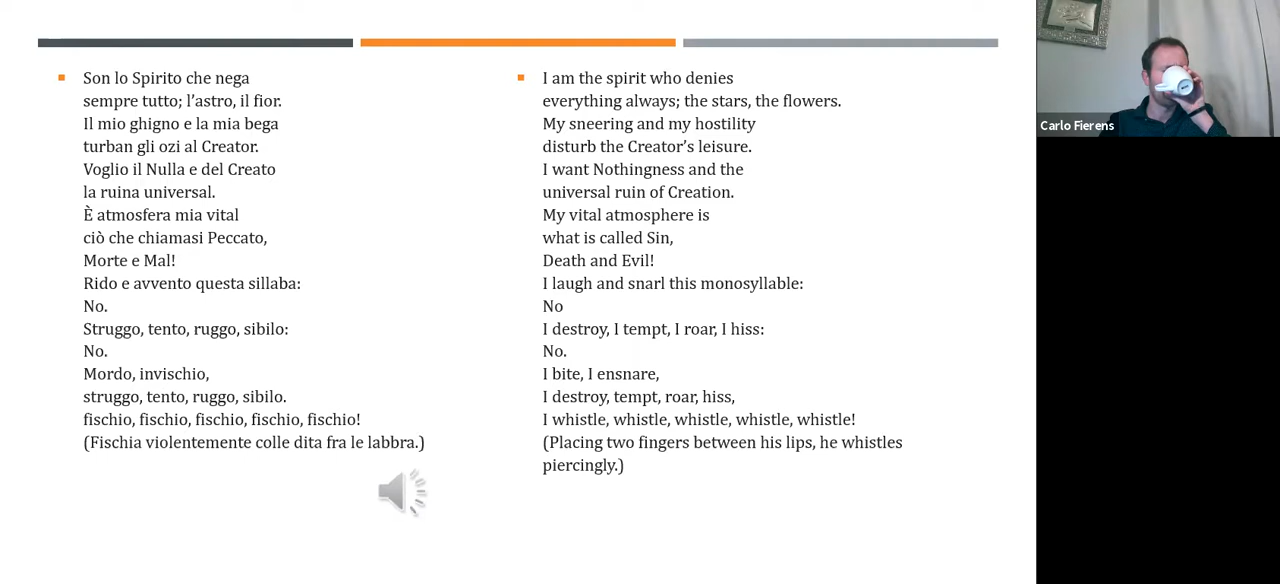 Son lo Spirito che nega
sempre tutto; l’astro, il fior.
Il mio ghigno e la mia bega
turban gli ozi al Creator.
Voglio il Nulla e del Creato
la ruina universal.
È atmosfera mia vital
ciò che chiamasi Peccato,
Morte e Mal!
Rido e avvento questa sillaba:
No.
Struggo, tento, ruggo, sibilo:
No.
Mordo, invischio,
struggo, tento, ruggo, sibilo.
fischio, fischio, fischio, fischio, fischio!
(Fischia violentemente colle dita fra le labbra.)
I am the spirit who denies
everything always; the stars, the flowers.
My sneering and my hostility
disturb the Creator’s leisure.
I want Nothingness and the
universal ruin of Creation.
My vital atmosphere is
what is called Sin,
Death and Evil!
I laugh and snarl this monosyllable:
No
I destroy, I tempt, I roar, I hiss:
No.
I bite, I ensnare,
I destroy, tempt, roar, hiss,
I whistle, whistle, whistle, whistle, whistle!
(Placing two fingers between his lips, he whistles
piercingly.)
Carlo Fierens